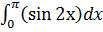 ∫₀^π (sin 2x)dx